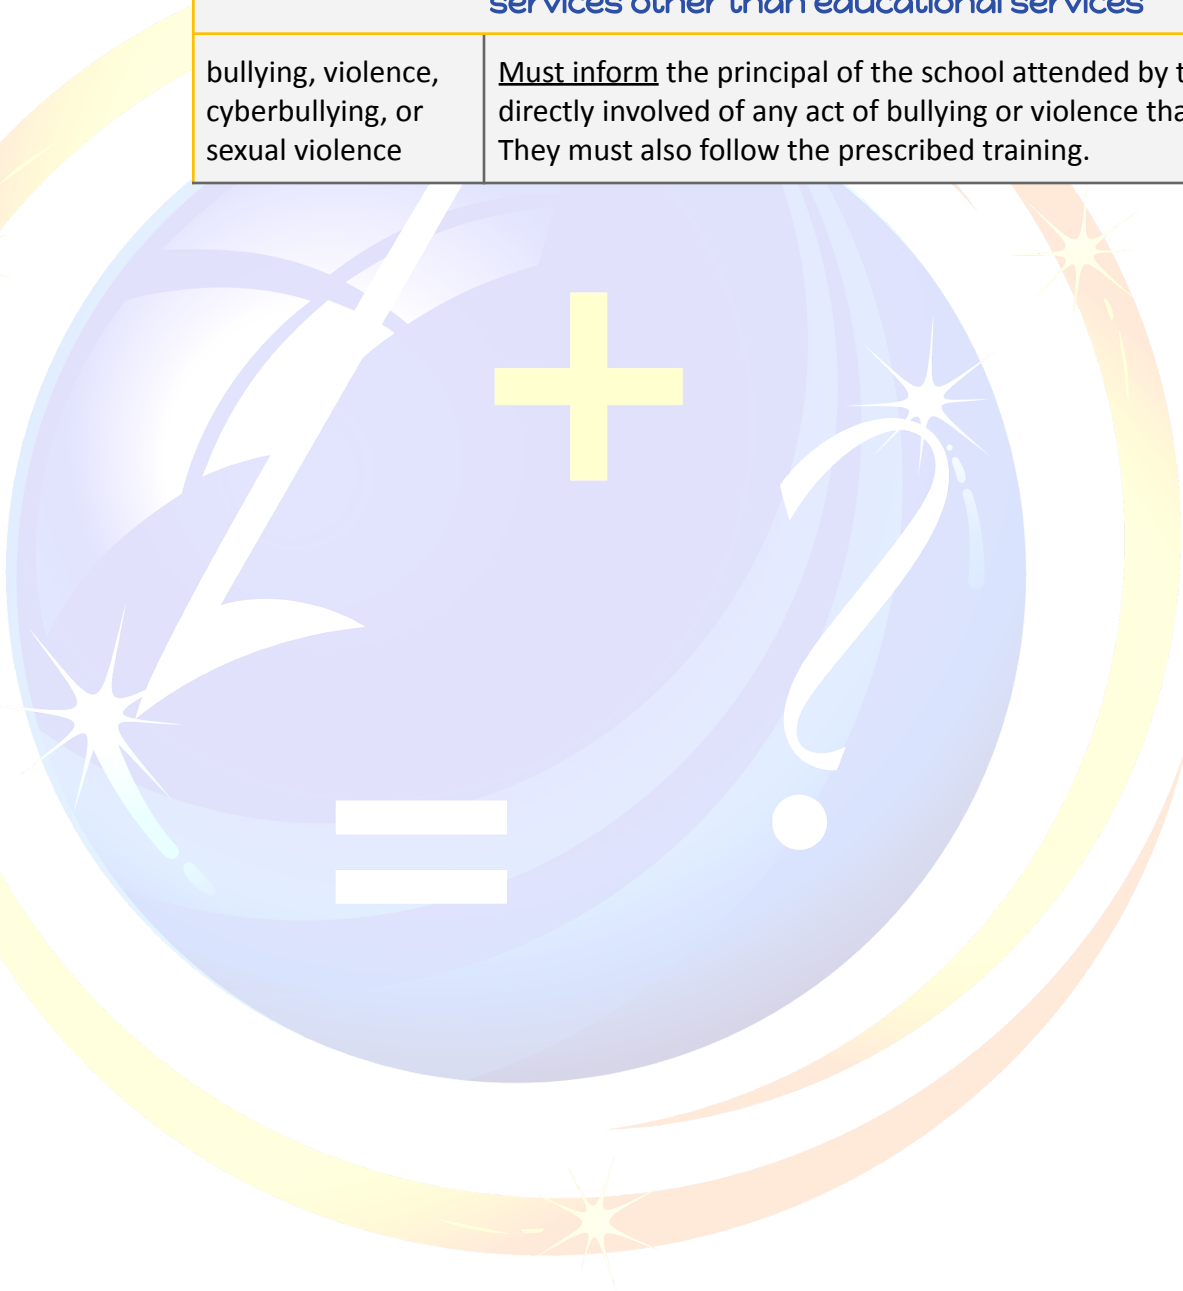 services other than educational services
bullying, violence,
cyberbullying, or
sexual violence
Must inform the principal of the school attended by
directly involved of any act of bullying or violence
They must also follow the prescribed training.
+
=
?